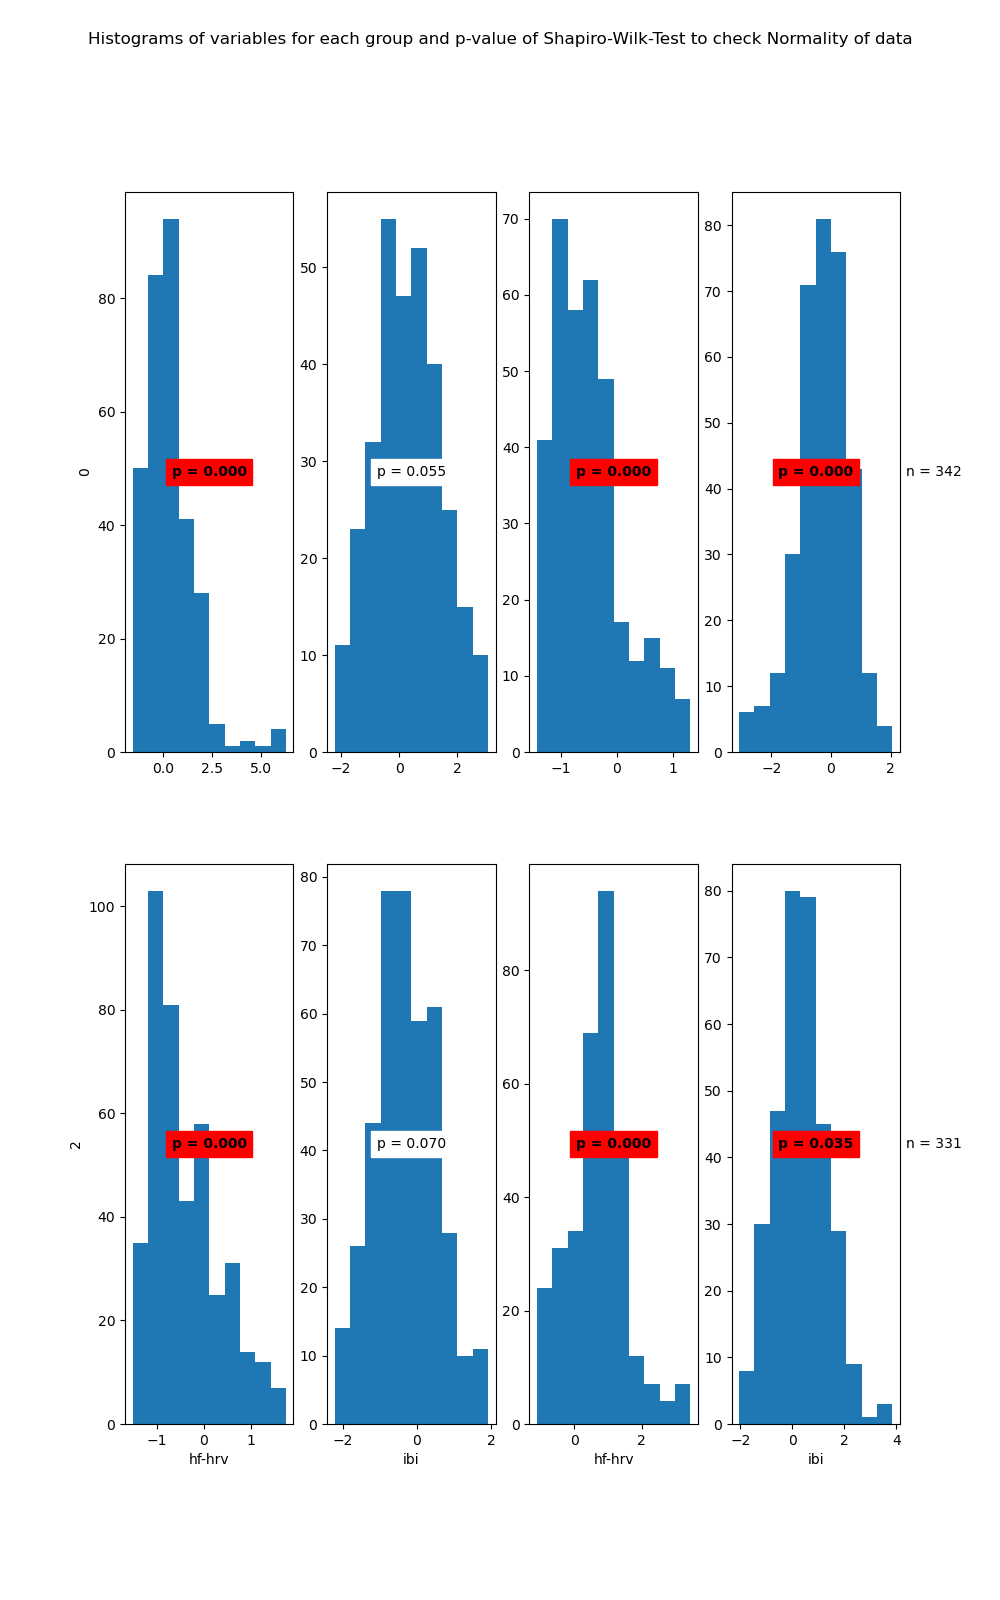 Histograms of variables for each group and p-value of Shapiro-Wilk-Test to check Normality of data
0
80
60
40
20
0
0.0 2.5 5.0
p = 0.000
50
40
30
20
10
0
−2 0 2
p = 0.055
70
60
50
40
30
20
10
0
−1 0 1
p = 0.000
80
70
60
50
40
30
20
10
0
−2 0 2
p = 0.000
n = 342
2
100
80
60
40
20
0
−1 0 1
hf-hrv
p = 0.000
80
70
60
50
40
30
20
10
0
−2 0 2
ibi
p = 0.070
80
60
40
20
0
0 2
hf-hrv
p = 0.000
80
70
60
50
40
30
20
10
0
−2 0 2 4
ibi
p = 0.035
n = 331